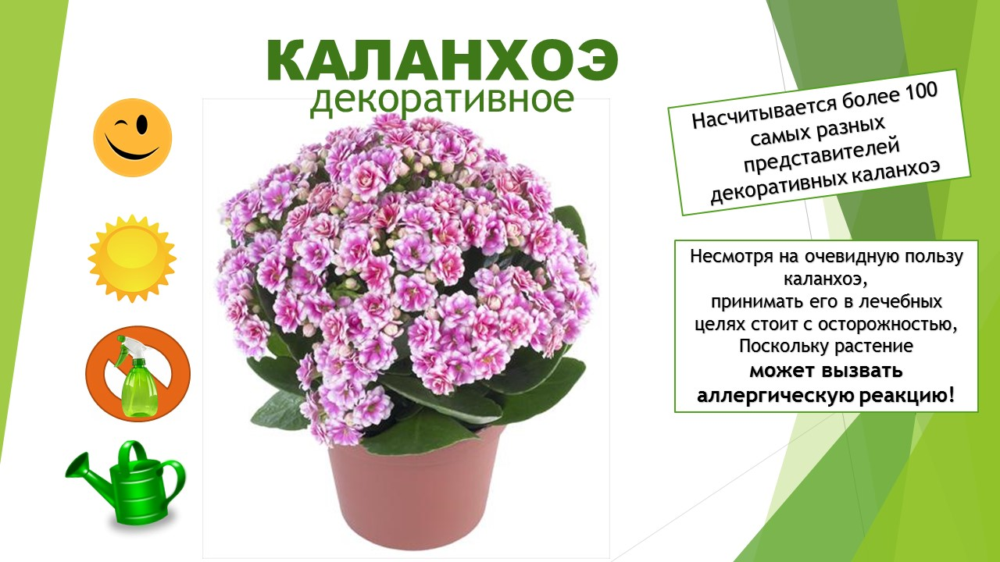 КАЛАНХОЭ
декоративное
Насчитывается более 100
самых разных
представителей
декоративных каланхоэ
Несмотря на очевидную пользу
каланхоэ,
принимать его в лечебных
целях стоит с осторожностью,
Поскольку растение
может вызвать
аллергическую реакцию!